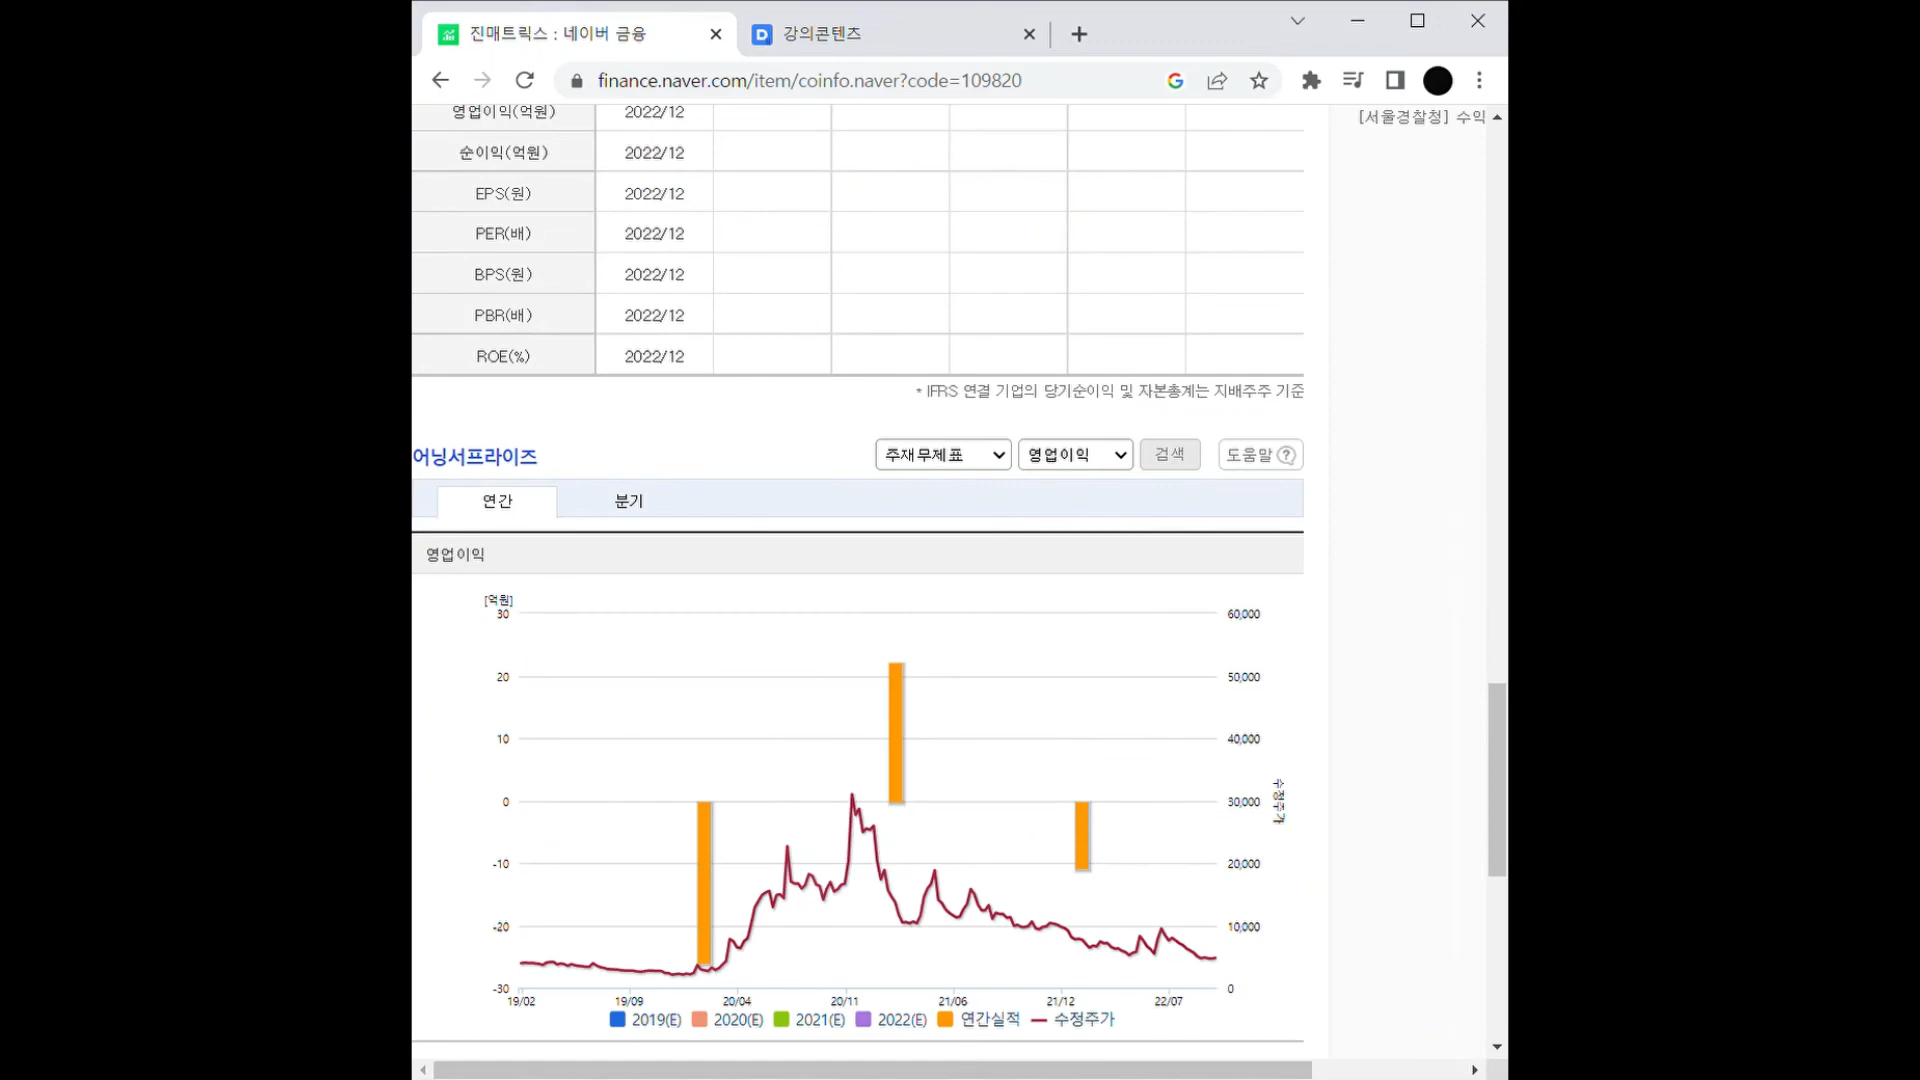 진매트릭스 : 네이버 금융
강의콘텐츠
finance.naver.com/item/coinfo.naver?code=109820
영업이익(억원) 2022/12
[서울경찰청] 수익
순이익(억원) 2022/12
EPS(원) 2022/12
PER(배) 2022/12
BPS(원) 2022/12
PBR(배) 2022/12
ROE(%) 2022/12
* IFRS 연결 기업의 당기순이익 및 자본총계는 지배주주 기준
어닝서프라이즈 주재무제표 영업이익 검색 도움말 ?
연간 분기
영업이익
[억원]
30 60,000
20 50,000
10 40,000
0 30,000
수정주가
-10 20,000
-20 10,000
-30 0
19/02 19/09 20/04 20/11 21/06 21/12 22/07
2019(E) 2020(E) 2021(E) 2022(E) 연간실적 수정주가